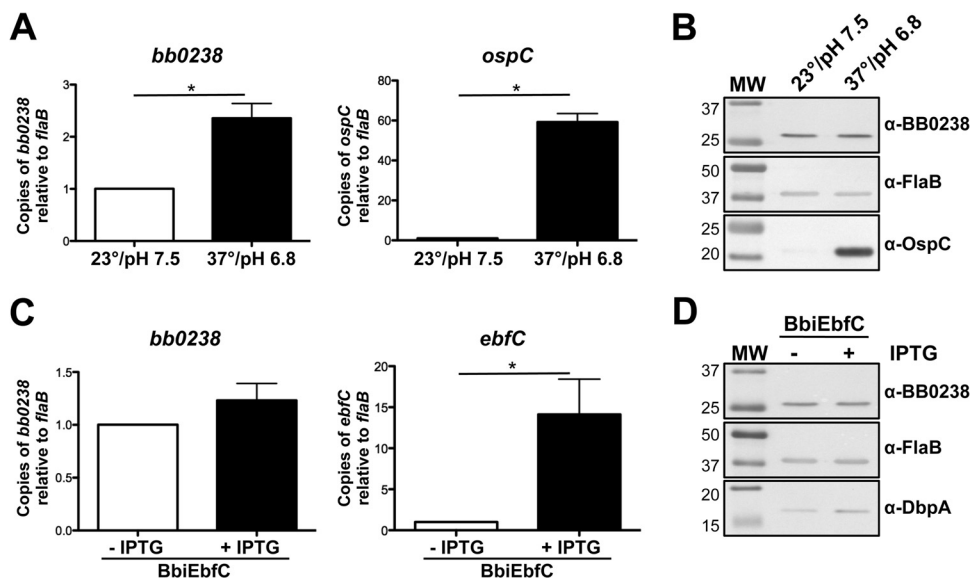 A
bb0238
Copies of bb0238
relative to flaB
3
2
1
0
*
23°/pH 7.5
37°/pH 6.8
ospC
Copies of ospC
relative to flaB
80
60
40
20
0
*
23°/pH 7.5
37°/pH 6.8
B
MW
23°/pH 7.5
37°/pH 6.8
37
25
α-BB0238
50
37
α-FlaB
25
20
α-OspC
C
bb0238
Copies of bb0238
relative to flaB
1.5
1.0
0.5
0.0
- IPTG
+ IPTG
BbiEbfC
ebfC
Copies of ebfC
relative to flaB
20
15
10
5
0
*
- IPTG
+ IPTG
BbiEbfC
D
BbiEbfC
MW - + IPTG
37
25
α-BB0238
50
37
α-FlaB
20
15
α-DbpA